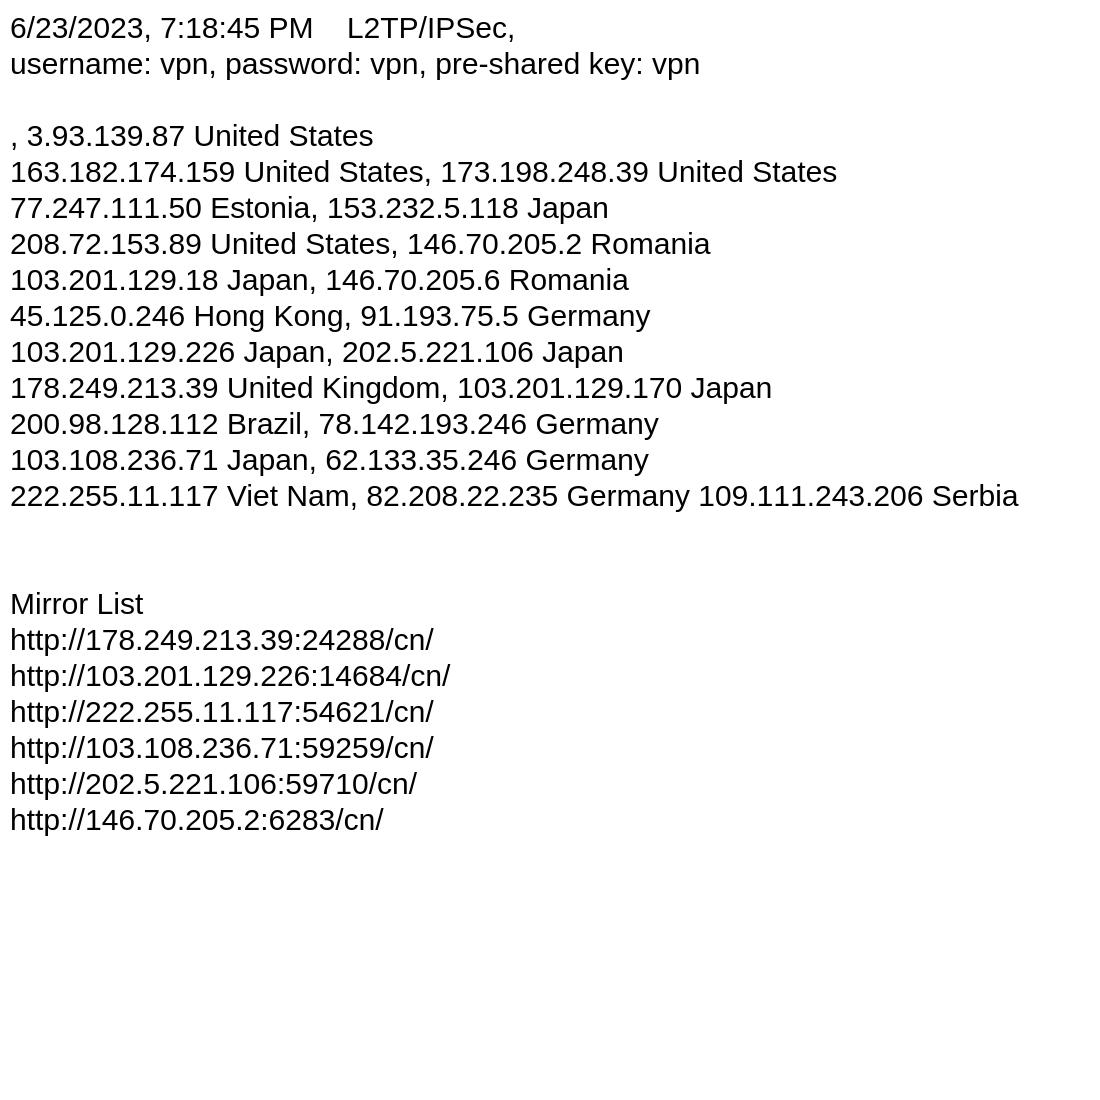 6/23/2023, 7:18:45 PM    L2TP/IPSec,
username: vpn, password: vpn, pre-shared key: vpn
, 3.93.139.87 United States
163.182.174.159 United States, 173.198.248.39 United States
77.247.111.50 Estonia, 153.232.5.118 Japan
208.72.153.89 United States, 146.70.205.2 Romania
103.201.129.18 Japan, 146.70.205.6 Romania
45.125.0.246 Hong Kong, 91.193.75.5 Germany
103.201.129.226 Japan, 202.5.221.106 Japan
178.249.213.39 United Kingdom, 103.201.129.170 Japan
200.98.128.112 Brazil, 78.142.193.246 Germany
103.108.236.71 Japan, 62.133.35.246 Germany
222.255.11.117 Viet Nam, 82.208.22.235 Germany 109.111.243.206 Serbia
Mirror List
http://178.249.213.39:24288/cn/
http://103.201.129.226:14684/cn/
http://222.255.11.117:54621/cn/
http://103.108.236.71:59259/cn/
http://202.5.221.106:59710/cn/
http://146.70.205.2:6283/cn/